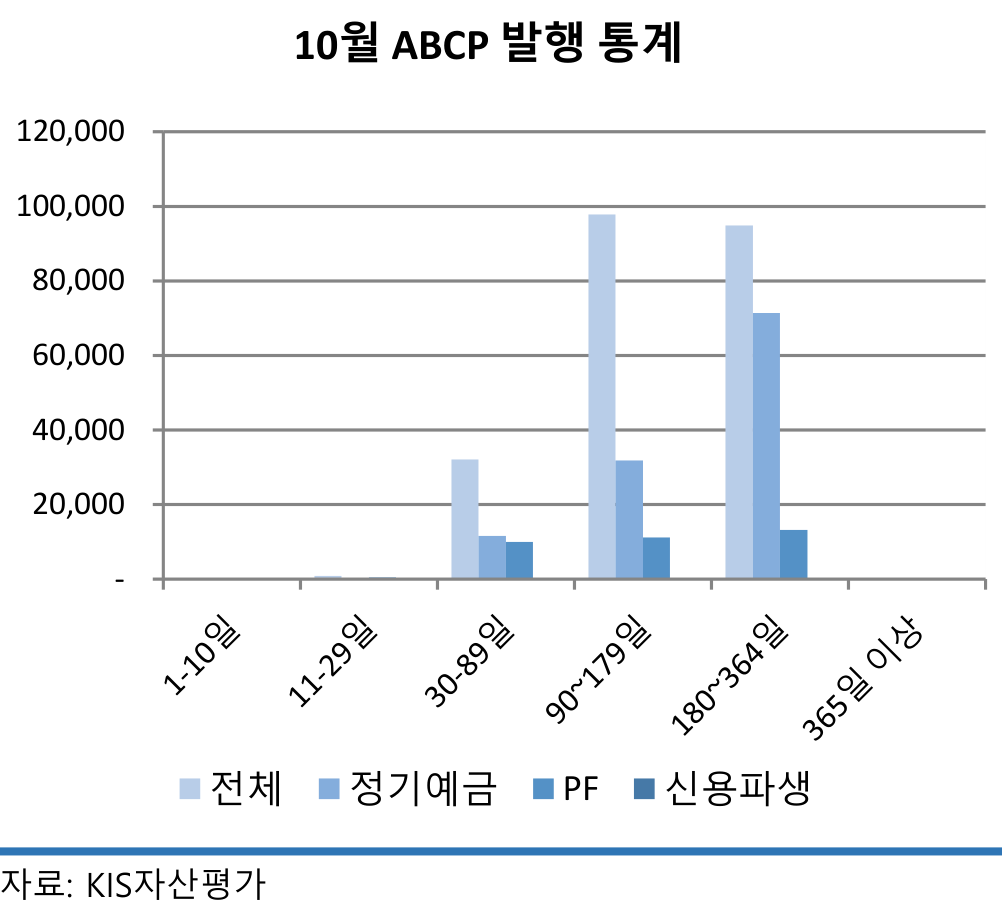 10월 ABCP 발행 통계
120,000
100,000
80,000
60,000
40,000
20,000
-
1-10일
11-29일
30-89일
90~179일
180~364일
365일 이상
전체 정기예금 PF 신용파생
자료: KIS자산평가